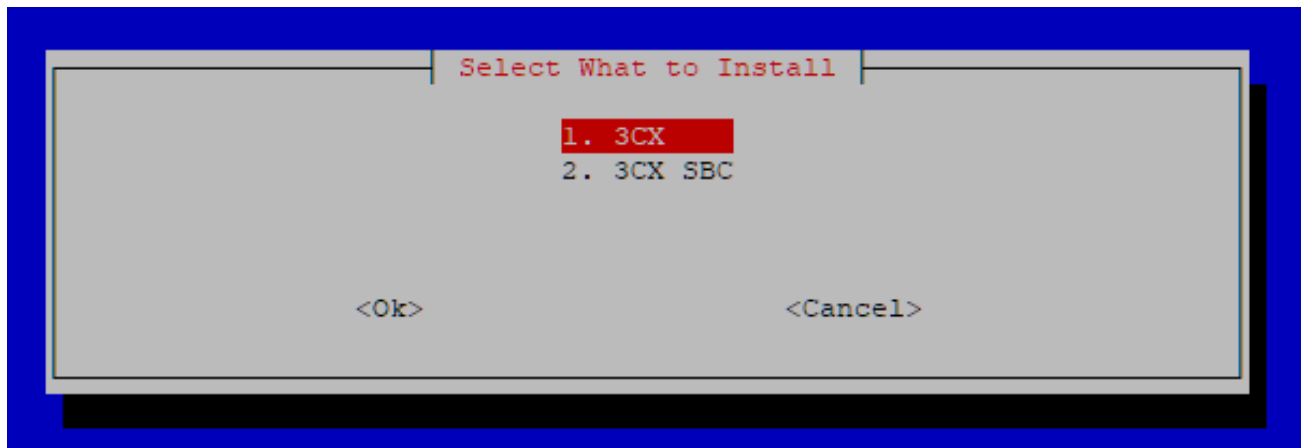 Select What to Install
1. 3CX
2. 3CX SBC
<Ok> <Cancel>